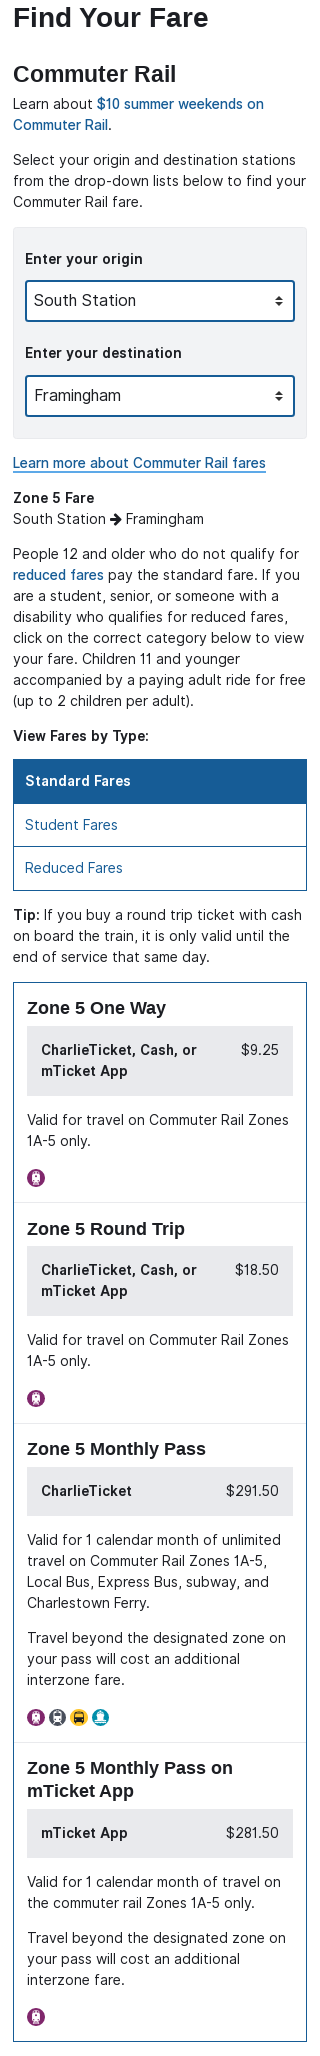 Find Your Fare
Commuter Rail
Learn about $10 summer weekends on
Commuter Rail.
Select your origin and destination stations
from the drop-down lists below to find your
Commuter Rail fare.
Enter your origin
South Station
Enter your destination
Framingham
Learn more about Commuter Rail fares
Zone 5 Fare
South Station → Framingham
People 12 and older who do not qualify for
reduced fares pay the standard fare. If you
are a student, senior, or someone with a
disability who qualifies for reduced fares,
click on the correct category below to view
your fare. Children 11 and younger
accompanied by a paying adult ride for free
(up to 2 children per adult).
View Fares by Type:
Standard Fares
Student Fares
Reduced Fares
Tip: If you buy a round trip ticket with cash
on board the train, it is only valid until the
end of service that same day.
Zone 5 One Way
CharlieTicket, Cash, or $9.25
mTicket App
Valid for travel on Commuter Rail Zones
1A-5 only.
Zone 5 Round Trip
CharlieTicket, Cash, or $18.50
mTicket App
Valid for travel on Commuter Rail Zones
1A-5 only.
Zone 5 Monthly Pass
CharlieTicket $291.50
Valid for 1 calendar month of unlimited
travel on Commuter Rail Zones 1A-5,
Local Bus, Express Bus, subway, and
Charlestown Ferry.
Travel beyond the designated zone on
your pass will cost an additional
interzone fare.
Zone 5 Monthly Pass on
mTicket App
mTicket App $281.50
Valid for 1 calendar month of travel on
the commuter rail Zones 1A-5 only.
Travel beyond the designated zone on
your pass will cost an additional
interzone fare.